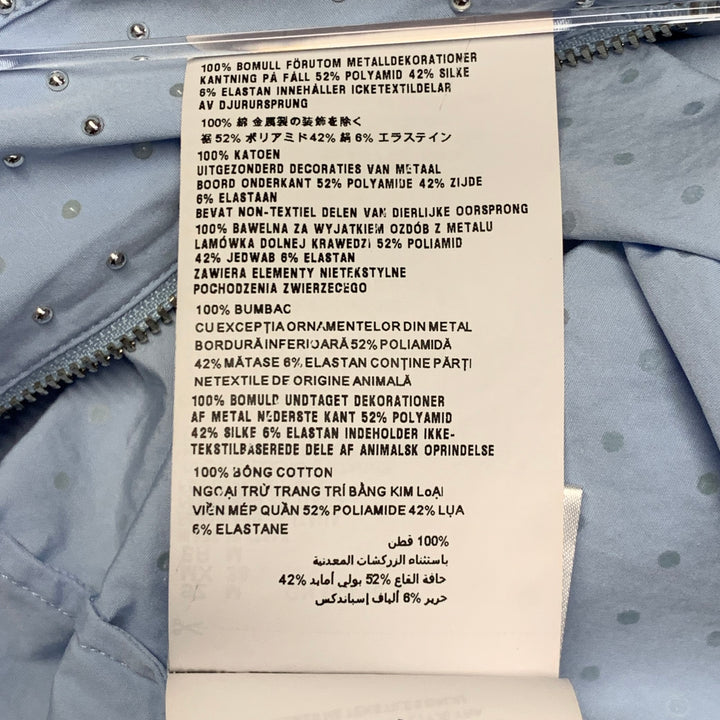 100% BOMULL FÖRUTOM METALLDEKORATIONER
KANTNING PÅ FÅLL 52% POLYAMID 42% SILKE
6% ELASTAN INNEHÅLLER ICKETEXTILDELAR
AV DJURURSPRUNG
100% 綿 金属製の装飾を除く
裾 52% ポリアミド 42% 絹 6% エラステイン
100% KATOEN
UITGEZONDERD DECORATIES VAN METAAL
BOORD ONDERKANT 52% POLYAMIDE 42% ZIJDE
6% ELASTAAN
BEVAT NON-TEXTIEL DELEN VAN DIERLIJKE OORSPRONG
100% BAWELNA ZA WYJATKIEM OZDÓB Z METALU
LAMÓWKA DOLNEJ KRAWEDZI 52% POLIAMID
42% JEDWAB 6% ELASTAN
ZAWIERA ELEMENTY NIETEKSTYLNE
POCHODZENIA ZWIERZECEGO
100% BUMBAC
CU EXCEPȚIA ORNAMENTELOR DIN METAL
BORDURĂ INFERIOARĂ 52% POLIAMIDĂ
42% MĂTASE 6% ELASTAN CONȚINE PĂRȚI
NETEXTILE DE ORIGINE ANIMALĂ
100% BOMULD UNDTAGET DEKORATIONER
AF METAL NEDERSTE KANT 52% POLYAMID
42% SILKE 6% ELASTAN INDEHOLDER IKKE-
TEKSTILBASEREDE DELE AF ANIMALSK OPRINDELSE
100% BÔNG COTTON
NGOẠI TRỪ TRANG TRÍ BẰNG KIM LOẠI
VIỀN MÉP QUẦN 52% POLIAMIDE 42% LỤA
6% ELASTANE
100% قطن
باستثناء الزركشات المعدنية
حافة القاع 52% بولي أمايد 42%
حرير 6% ألياف إسباندكس